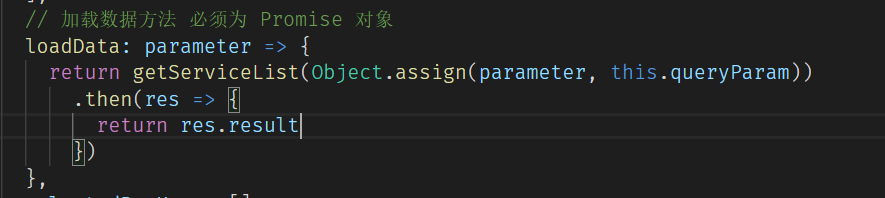 // 加载数据方法 必须为 Promise 对象
loadData: parameter => {
return getServiceList(Object.assign(parameter, this.queryParam))
.then(res => {
return res.result
})
},